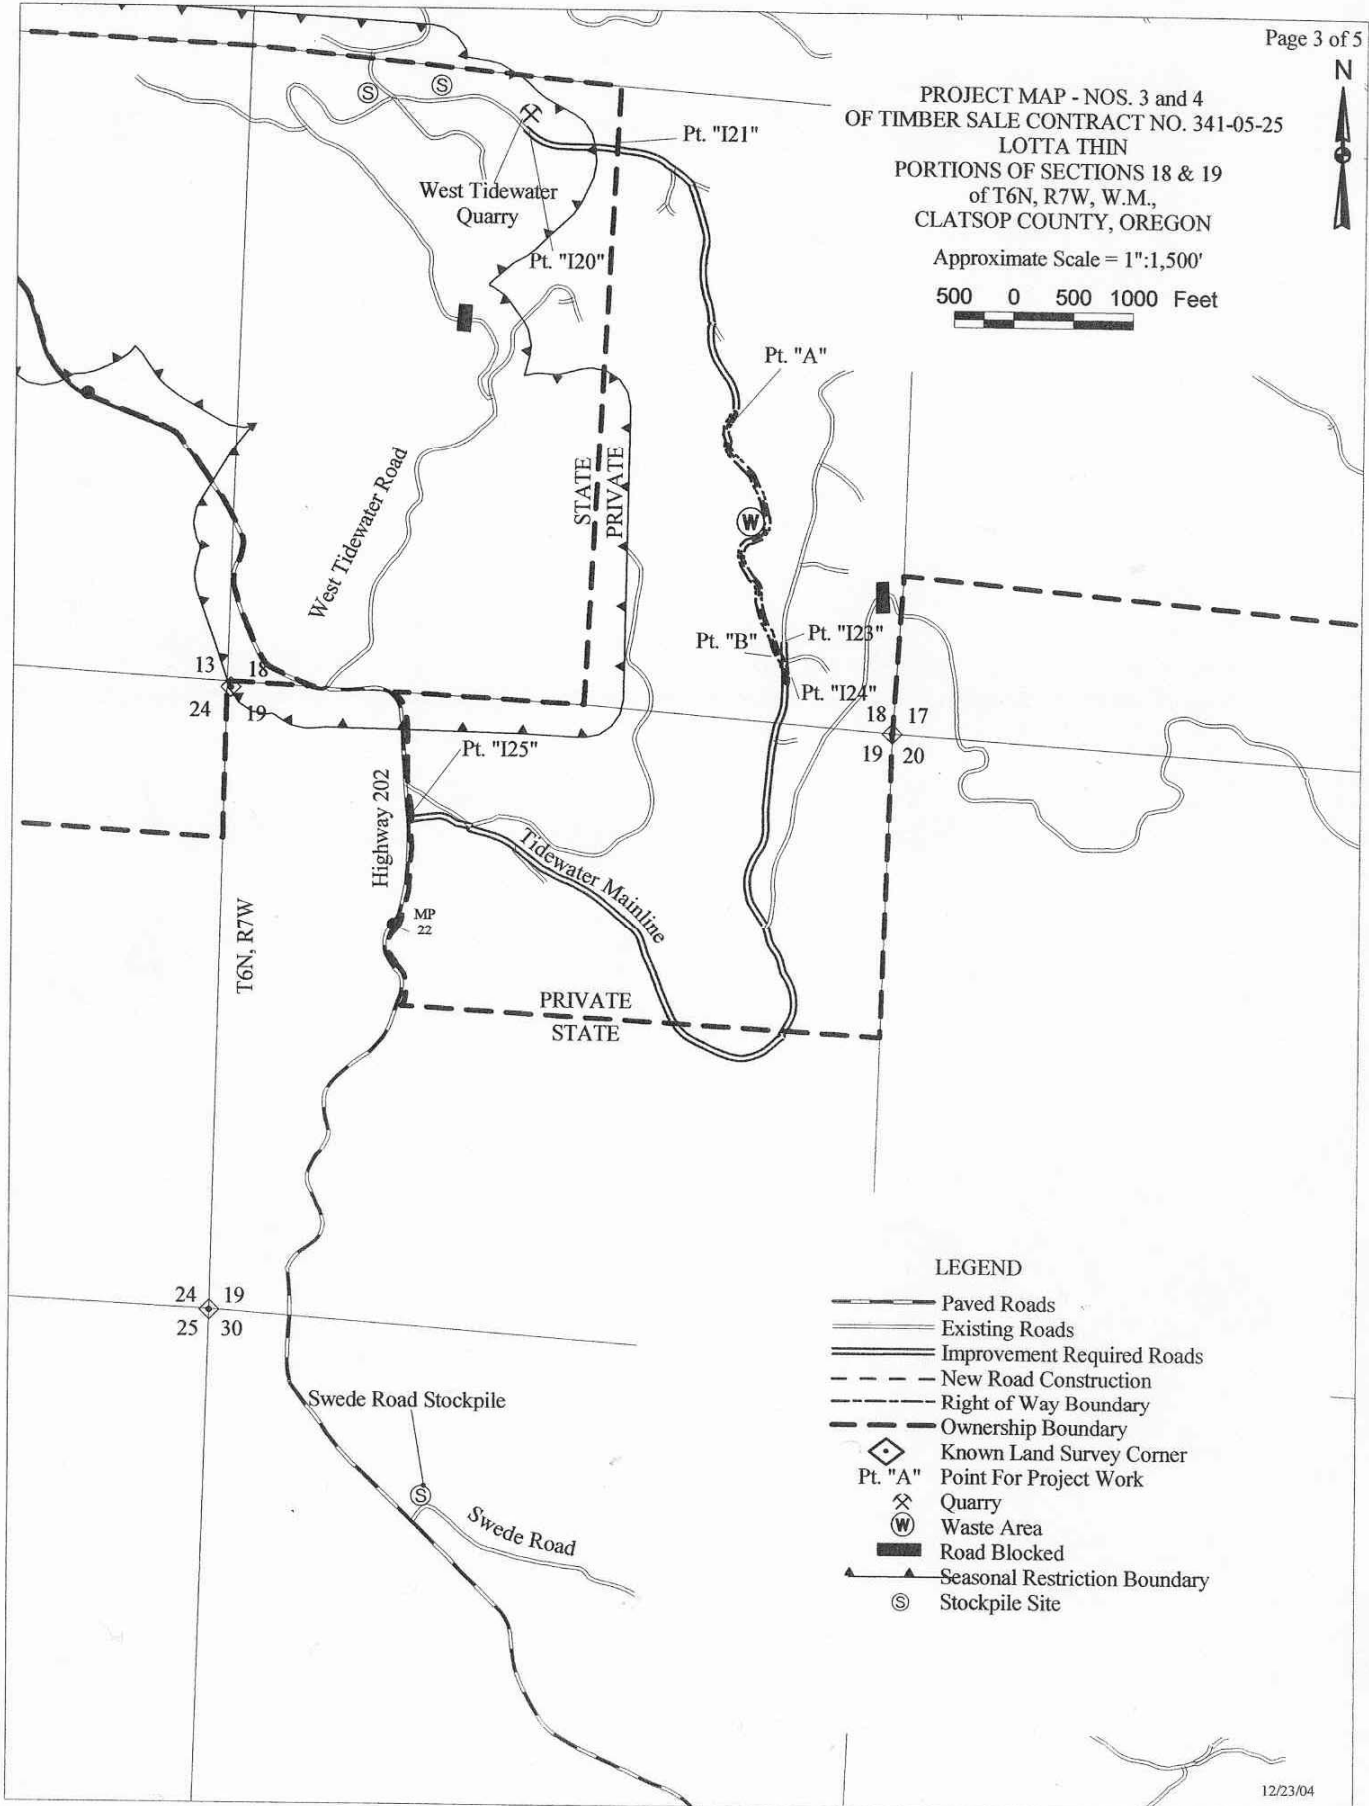 Page 3 of 5
N
PROJECT MAP - NOS. 3 and 4
OF TIMBER SALE CONTRACT NO. 341-05-25
LOTTA THIN
PORTIONS OF SECTIONS 18 & 19
of T6N, R7W, W.M.,
CLATSOP COUNTY, OREGON
Approximate Scale = 1":1,500'
500 0 500 1000 Feet
S
S
Pt. "I21"
West Tidewater
Quarry
Pt. "I20"
Pt. "A"
West Tidewater Road
STATE
PRIVATE
W
Pt. "B"
Pt. "I23"
Pt. "I24"
13 18
24 19
18 17
19 20
Pt. "I25"
Highway 202
Tidewater Mainline
MP
22
T6N, R7W
PRIVATE
STATE
24 19
25 30
Swede Road Stockpile
S
Swede Road
LEGEND
Paved Roads
Existing Roads
Improvement Required Roads
New Road Construction
Right of Way Boundary
Ownership Boundary
Known Land Survey Corner
Pt. "A" Point For Project Work
Quarry
W Waste Area
Road Blocked
Seasonal Restriction Boundary
S Stockpile Site
12/23/04